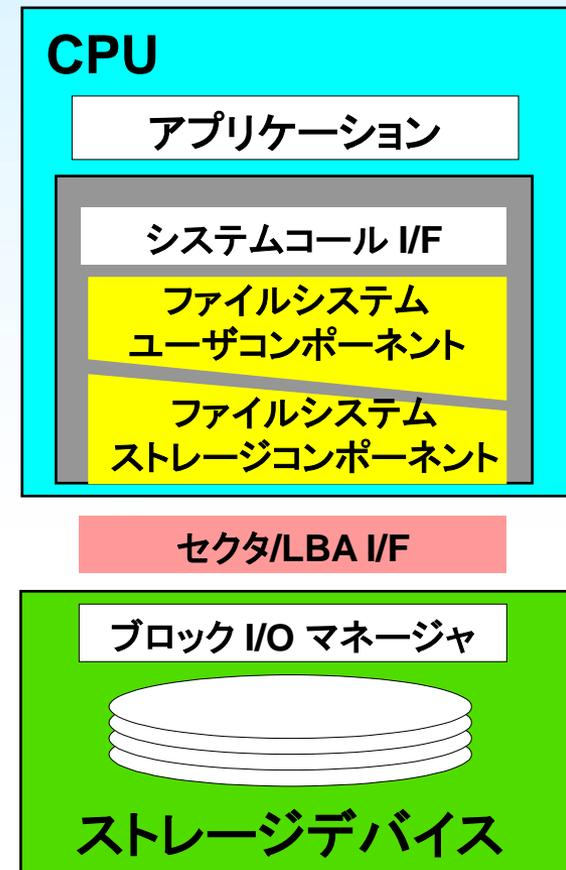 CPU
アプリケーション
システムコール I/F
ファイルシステム
ユーザコンポーネント
ファイルシステム
ストレージコンポーネント
セクタ/LBA I/F
ブロック I/O マネージャ
ストレージデバイス